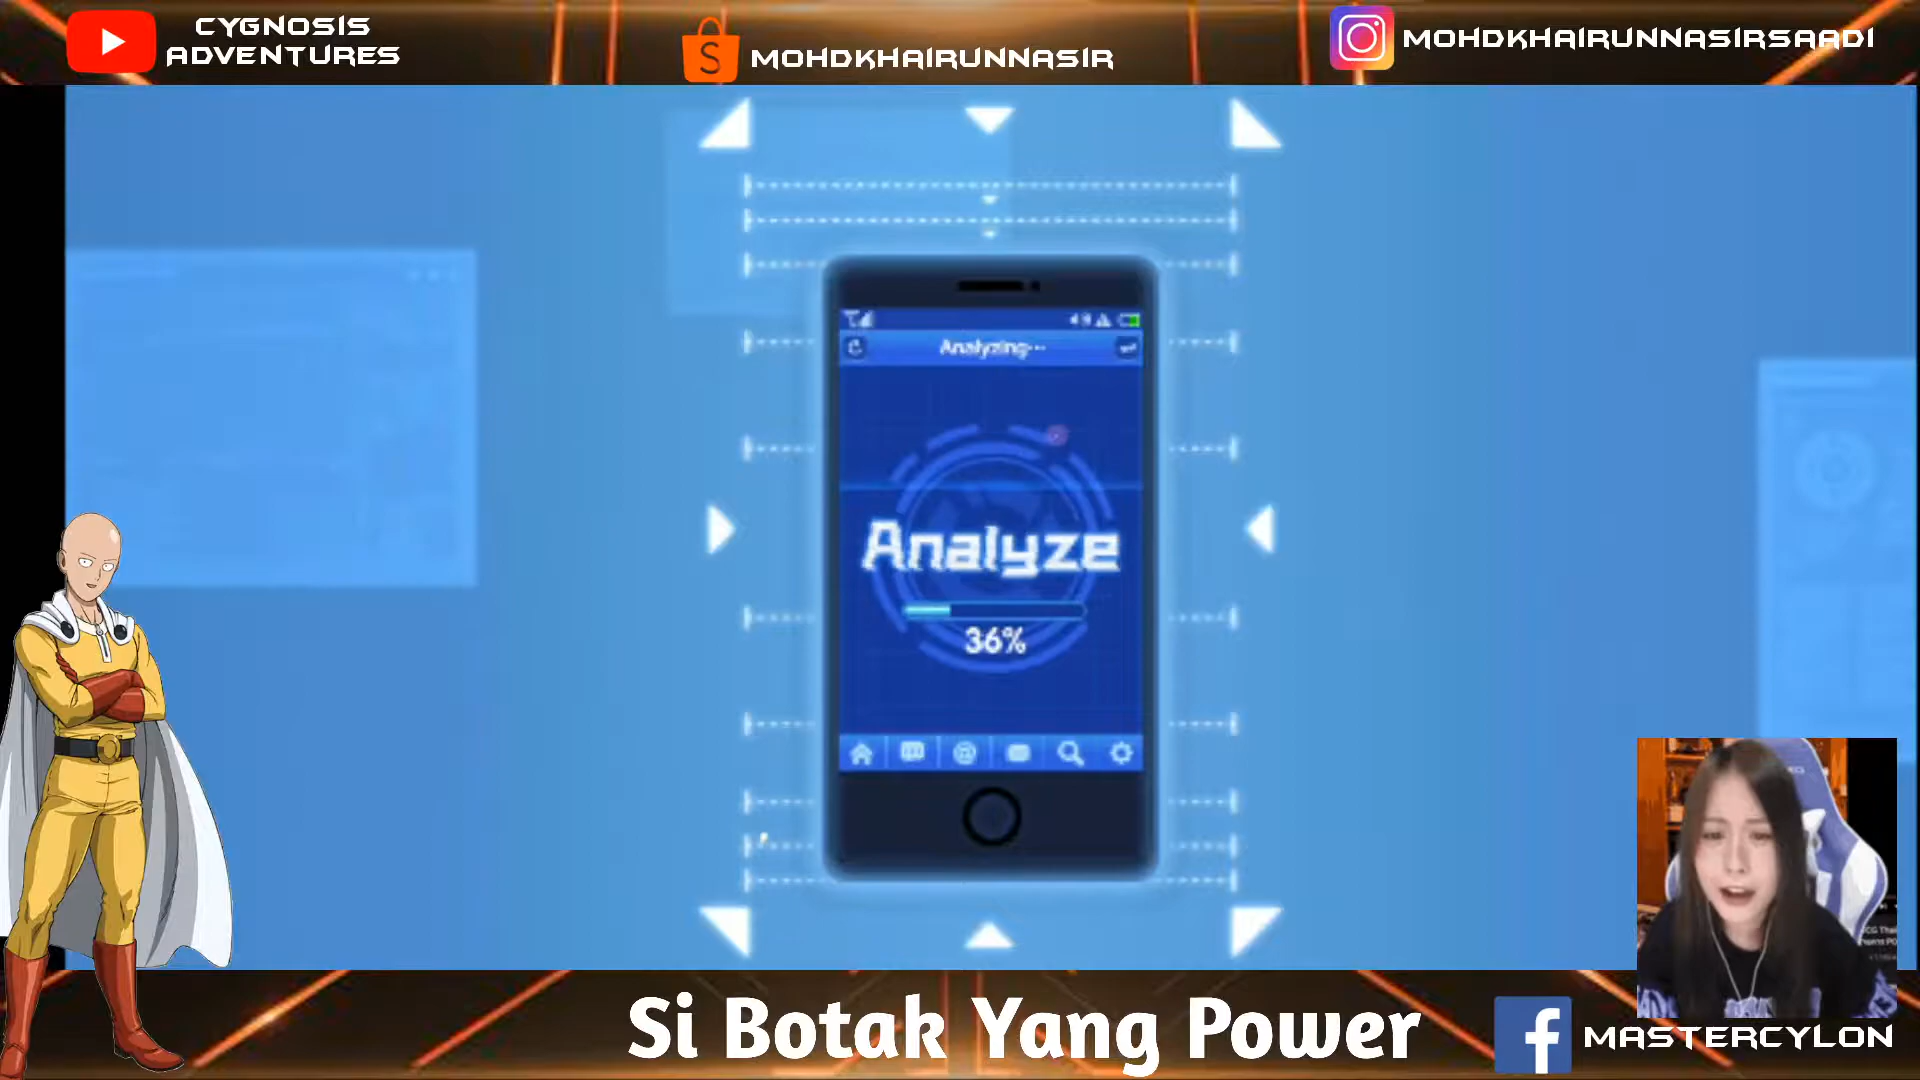 CYGNOSIS
ADVENTURES
MOHDKHAIRUNNASIR
MOHDKHAIRUNNASIRSAADI
Analyzing...
Analyze
36%
Si Botak Yang Power
MASTERCYLON